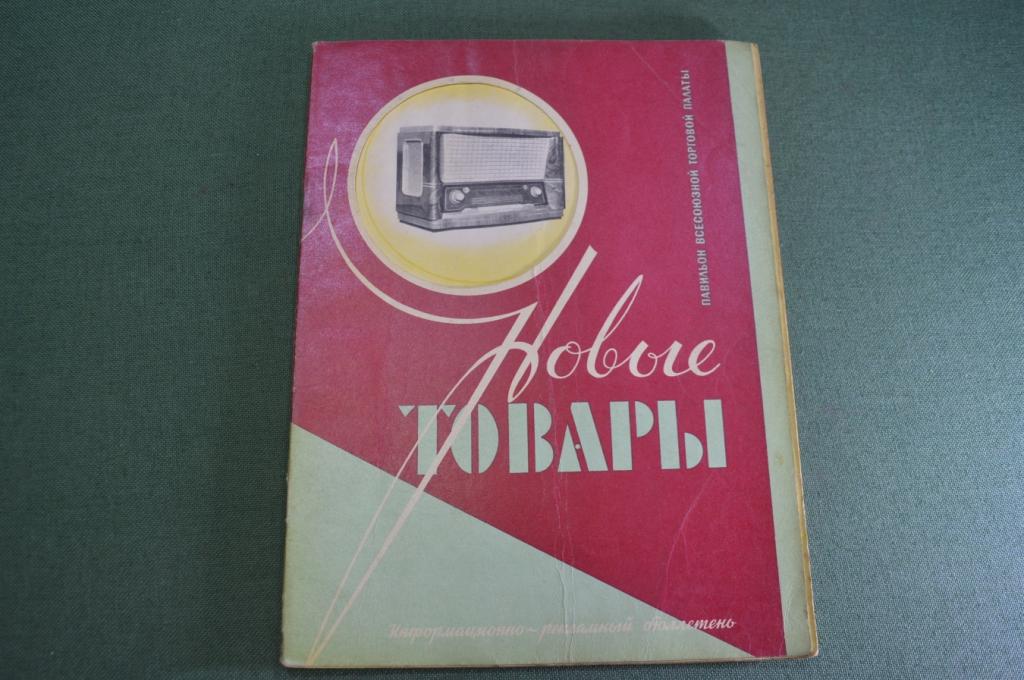 ПАВИЛЬОН ВСЕСОЮЗНОЙ ТОРГОВОЙ ПАЛАТЫ
Новые
ТОВАРЫ
Информационно-рекламный бюллетень